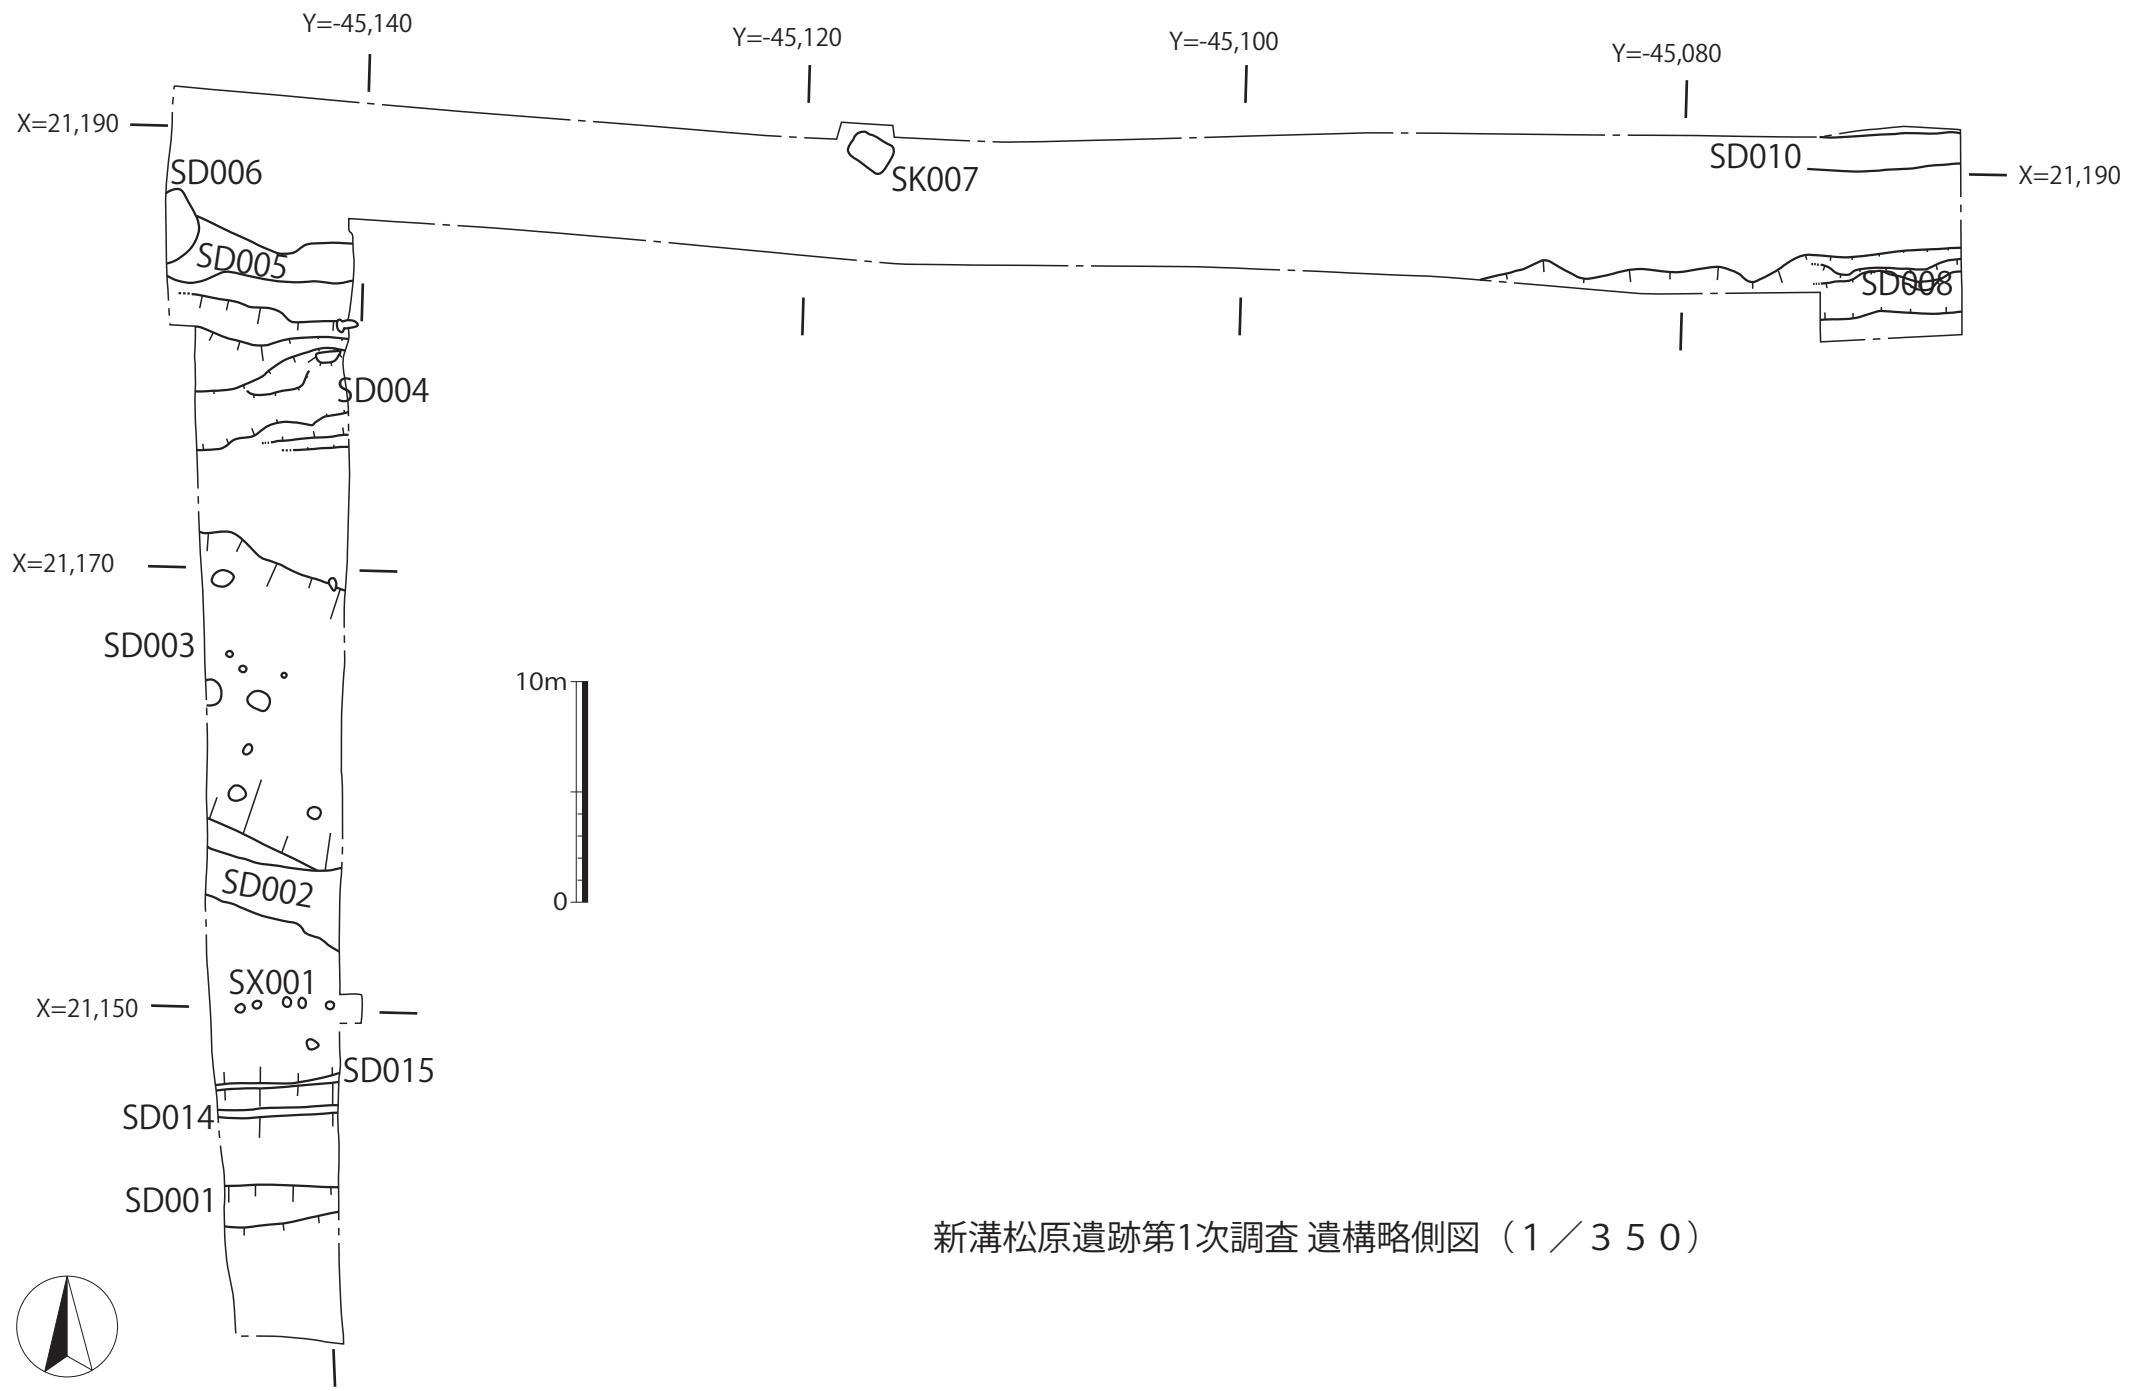 Y=-45,140
Y=-45,120
Y=-45,100
Y=-45,080
X=21,190
SD006
SK007
SD010
X=21,190
SD005
SD008
SD004
X=21,170
SD003
10m
0
SD002
SX001
X=21,150
SD015
SD014
SD001
新溝松原遺跡第1次調査 遺構略側図（１／３５０）